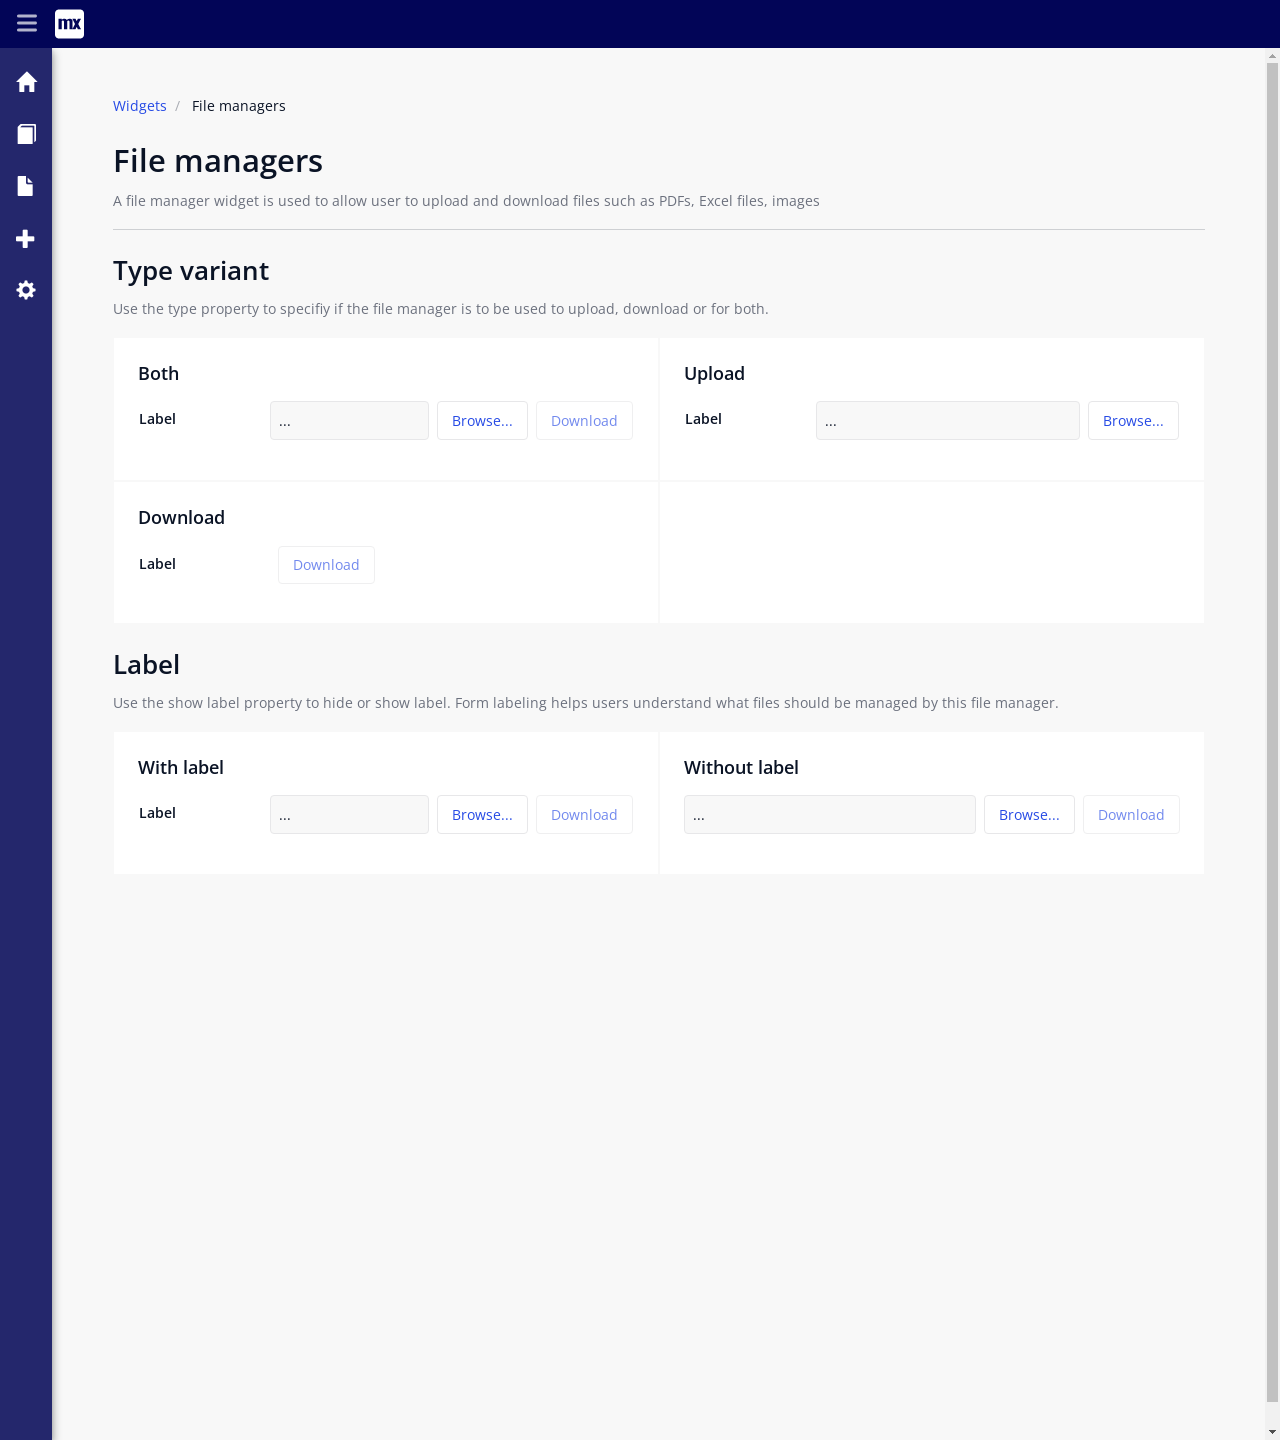 mx
Widgets / File managers
File managers
A file manager widget is used to allow user to upload and download files such as PDFs, Excel files, images
Type variant
Use the type property to specifiy if the file manager is to be used to upload, download or for both.
Both
Label ... Browse... Download
Upload
Label ... Browse...
Download
Label Download
Label
Use the show label property to hide or show label. Form labeling helps users understand what files should be managed by this file manager.
With label
Label ... Browse... Download
Without label
... Browse... Download